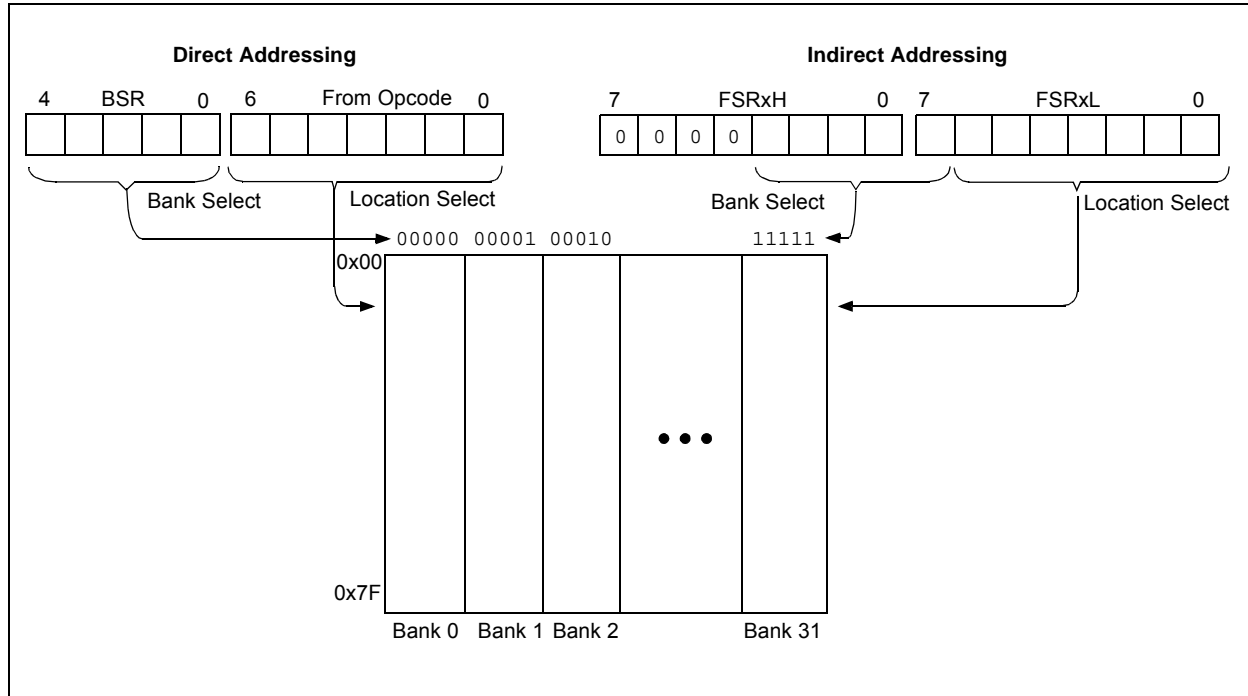 Direct Addressing
Indirect Addressing
4 BSR 0 6 From Opcode 0
7 FSRxH 0 7 FSRxL 0
0 0 0 0
Bank Select
Location Select
Bank Select
Location Select
00000 00001 00010 11111
0x00
0x7F
Bank 0 Bank 1 Bank 2 Bank 31